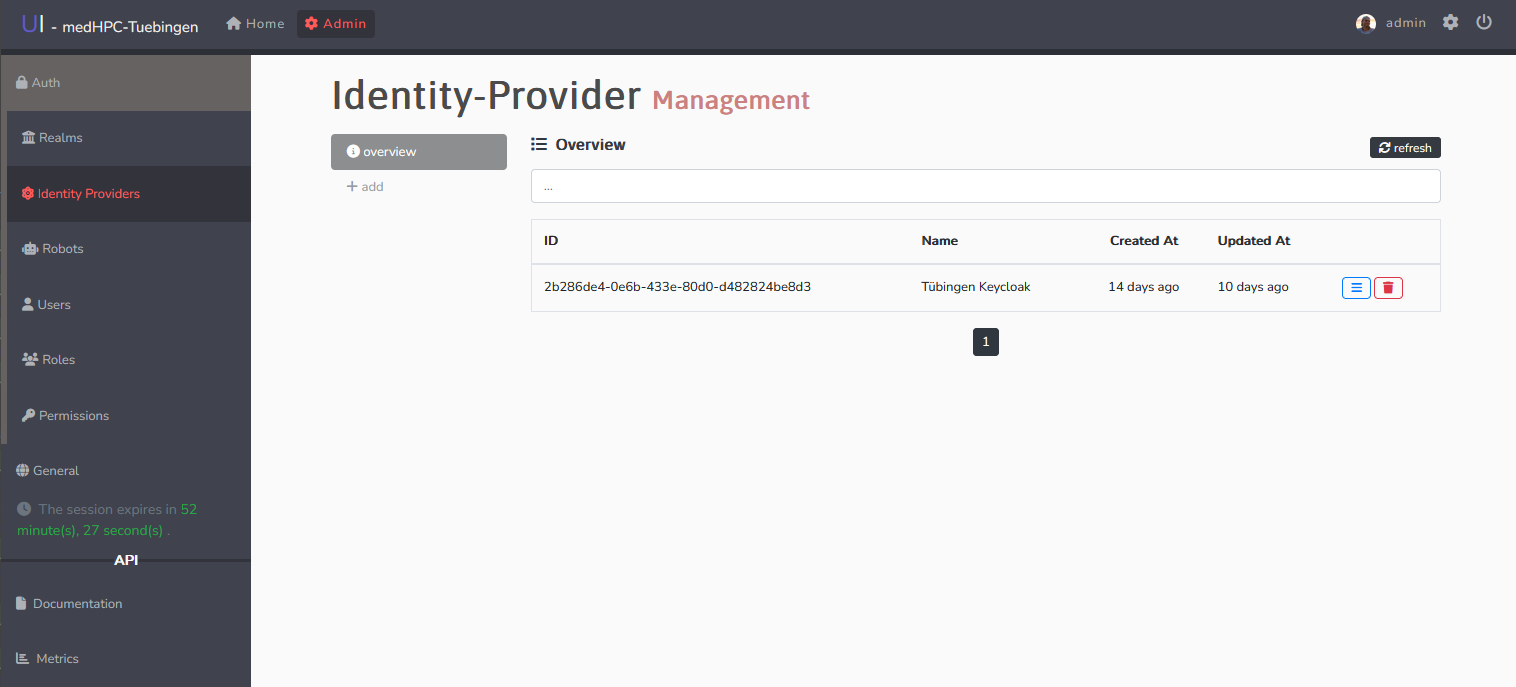 UI - medHPC-Tuebingen Home Admin admin
Auth
Realms
Identity Providers
Robots
Users
Roles
Permissions
General
The session expires in 52
minute(s), 27 second(s) .
API
Documentation
Metrics
Identity-Provider Management
overview
add
Overview
refresh
...
ID Name Created At Updated At
2b286de4-0e6b-433e-80d0-d482824be8d3 Tübingen Keycloak 14 days ago 10 days ago
1